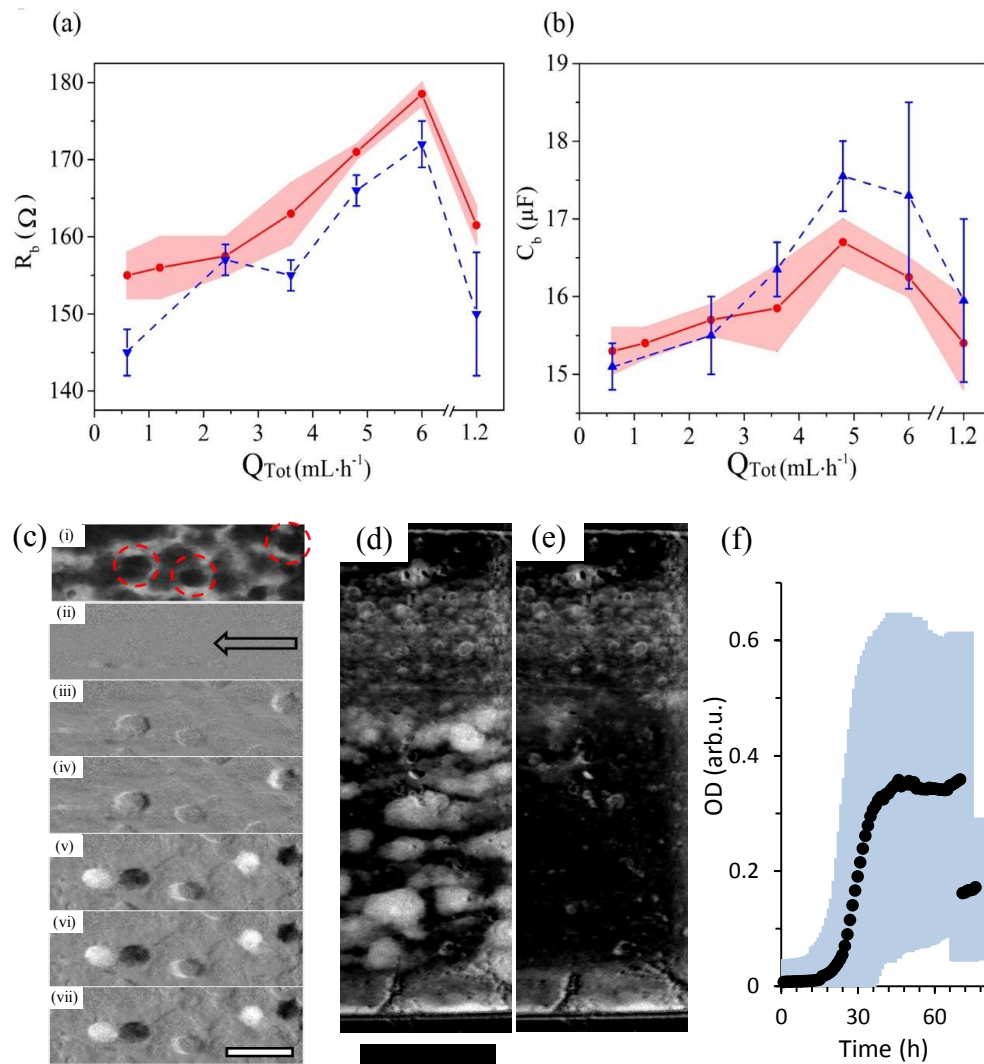 (a)
180
170
160
150
140
R_b (Ω)
0 1 2 3 4 5 6 1.2
Q_Tot (mL·h⁻¹)
(b)
19
18
17
16
15
C_b (µF)
0 1 2 3 4 5 6 1.2
Q_Tot (mL·h⁻¹)
(c)
(i)
(ii)
(iii)
(iv)
(v)
(vi)
(vii)
(d)
(e)
(f)
0.6
0.4
0.2
0
OD (arb.u.)
0 30 60
Time (h)